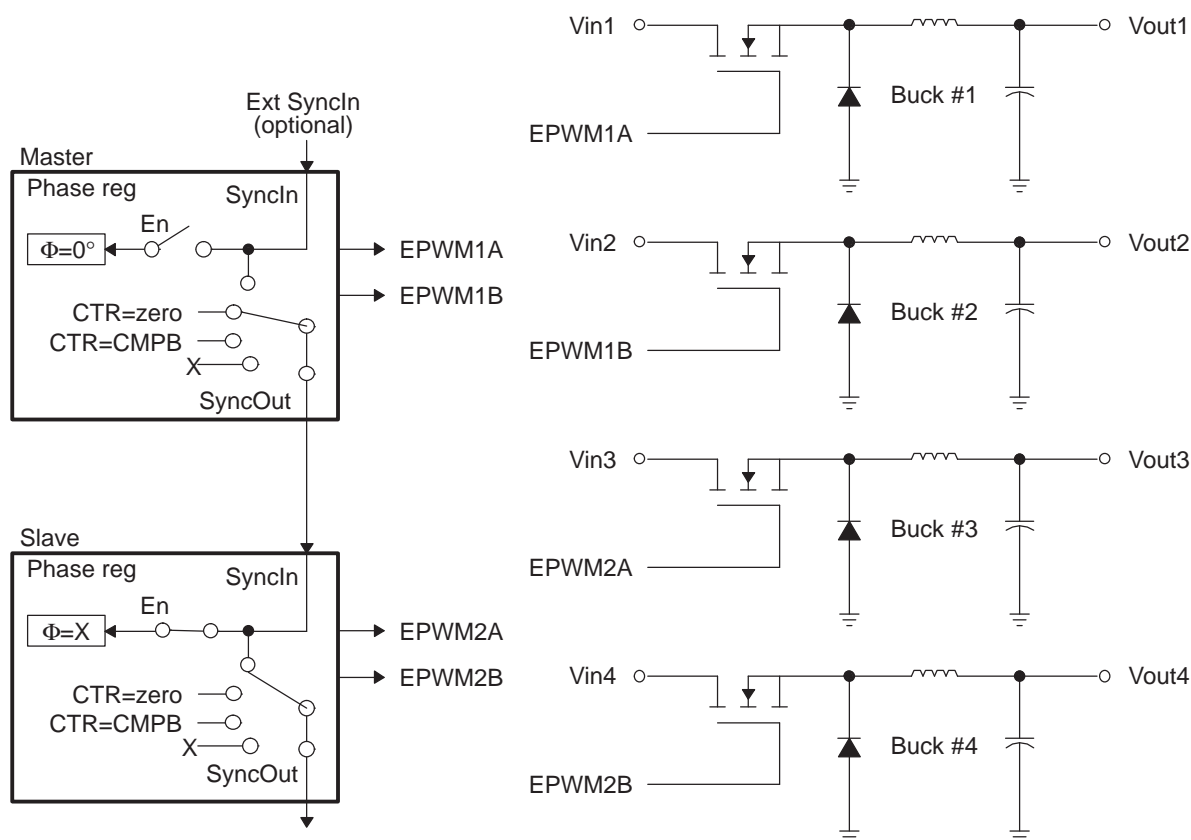 Ext SyncIn
(optional)
Master
Phase reg
SyncIn
En
Φ=0°
EPWM1A
EPWM1B
CTR=zero
CTR=CMPB
X
SyncOut
Slave
Phase reg
SyncIn
En
Φ=X
EPWM2A
EPWM2B
CTR=zero
CTR=CMPB
X
SyncOut
Vin1
Vout1
Buck #1
EPWM1A
Vin2
Vout2
Buck #2
EPWM1B
Vin3
Vout3
Buck #3
EPWM2A
Vin4
Vout4
Buck #4
EPWM2B